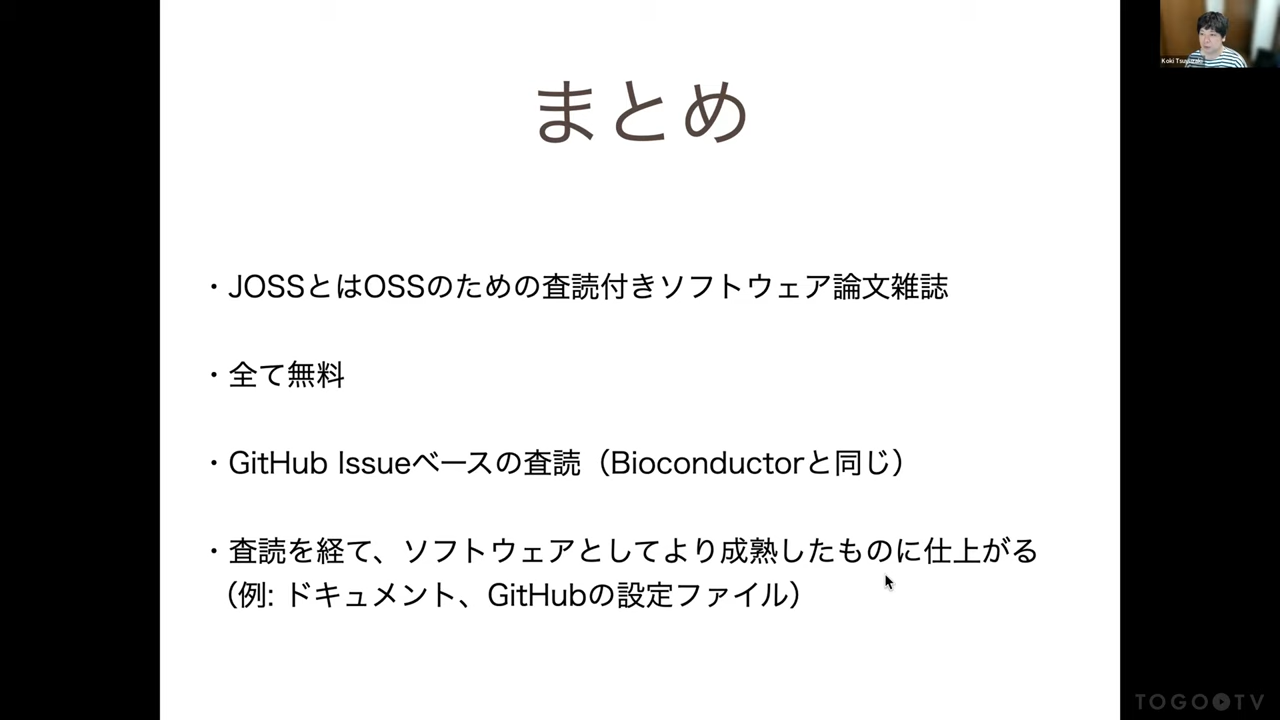 まとめ
・JOSSとはOSSのための査読付きソフトウェア論文雑誌
・全て無料
・GitHub Issueベースの査読（Bioconductorと同じ）
・査読を経て、ソフトウェアとしてより成熟したものに仕上がる
（例: ドキュメント、GitHubの設定ファイル）
Koki
TOGO TV